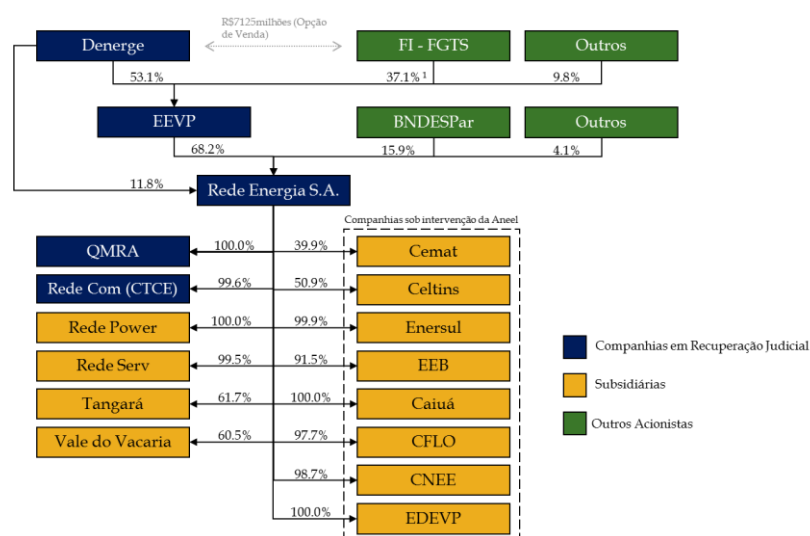 R$7125milhões (Opção
de Venda)
Denerge
FI - FGTS
Outros
53.1%
37.1% ¹
9.8%
EEVP
BNDESPar
Outros
68.2%
15.9%
4.1%
11.8%
Rede Energia S.A.
Companhias sob intervenção da Aneel
QMRA
100.0%
39.9%
Cemat
Rede Com (CTCE)
99.6%
50.9%
Celtins
Rede Power
100.0%
99.9%
Enersul
Rede Serv
99.5%
91.5%
EEB
Tangará
61.7%
100.0%
Caiuá
Vale do Vacaria
60.5%
97.7%
CFLO
98.7%
CNEE
100.0%
EDEVP
Companhias em Recuperação Judicial
Subsidiárias
Outros Acionistas